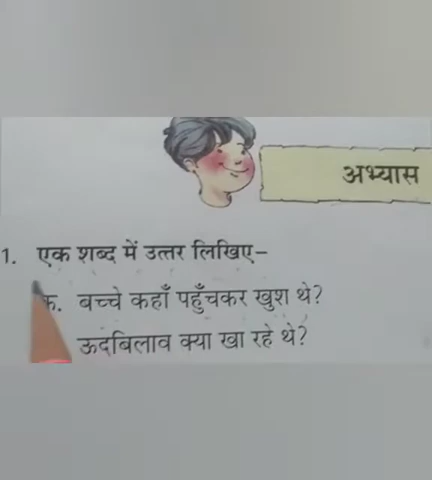 अभ्यास
1. एक शब्द में उत्तर लिखिए–
क. बच्चे कहाँ पहुँचकर खुश थे?
ऊदबिलाव क्या खा रहे थे?